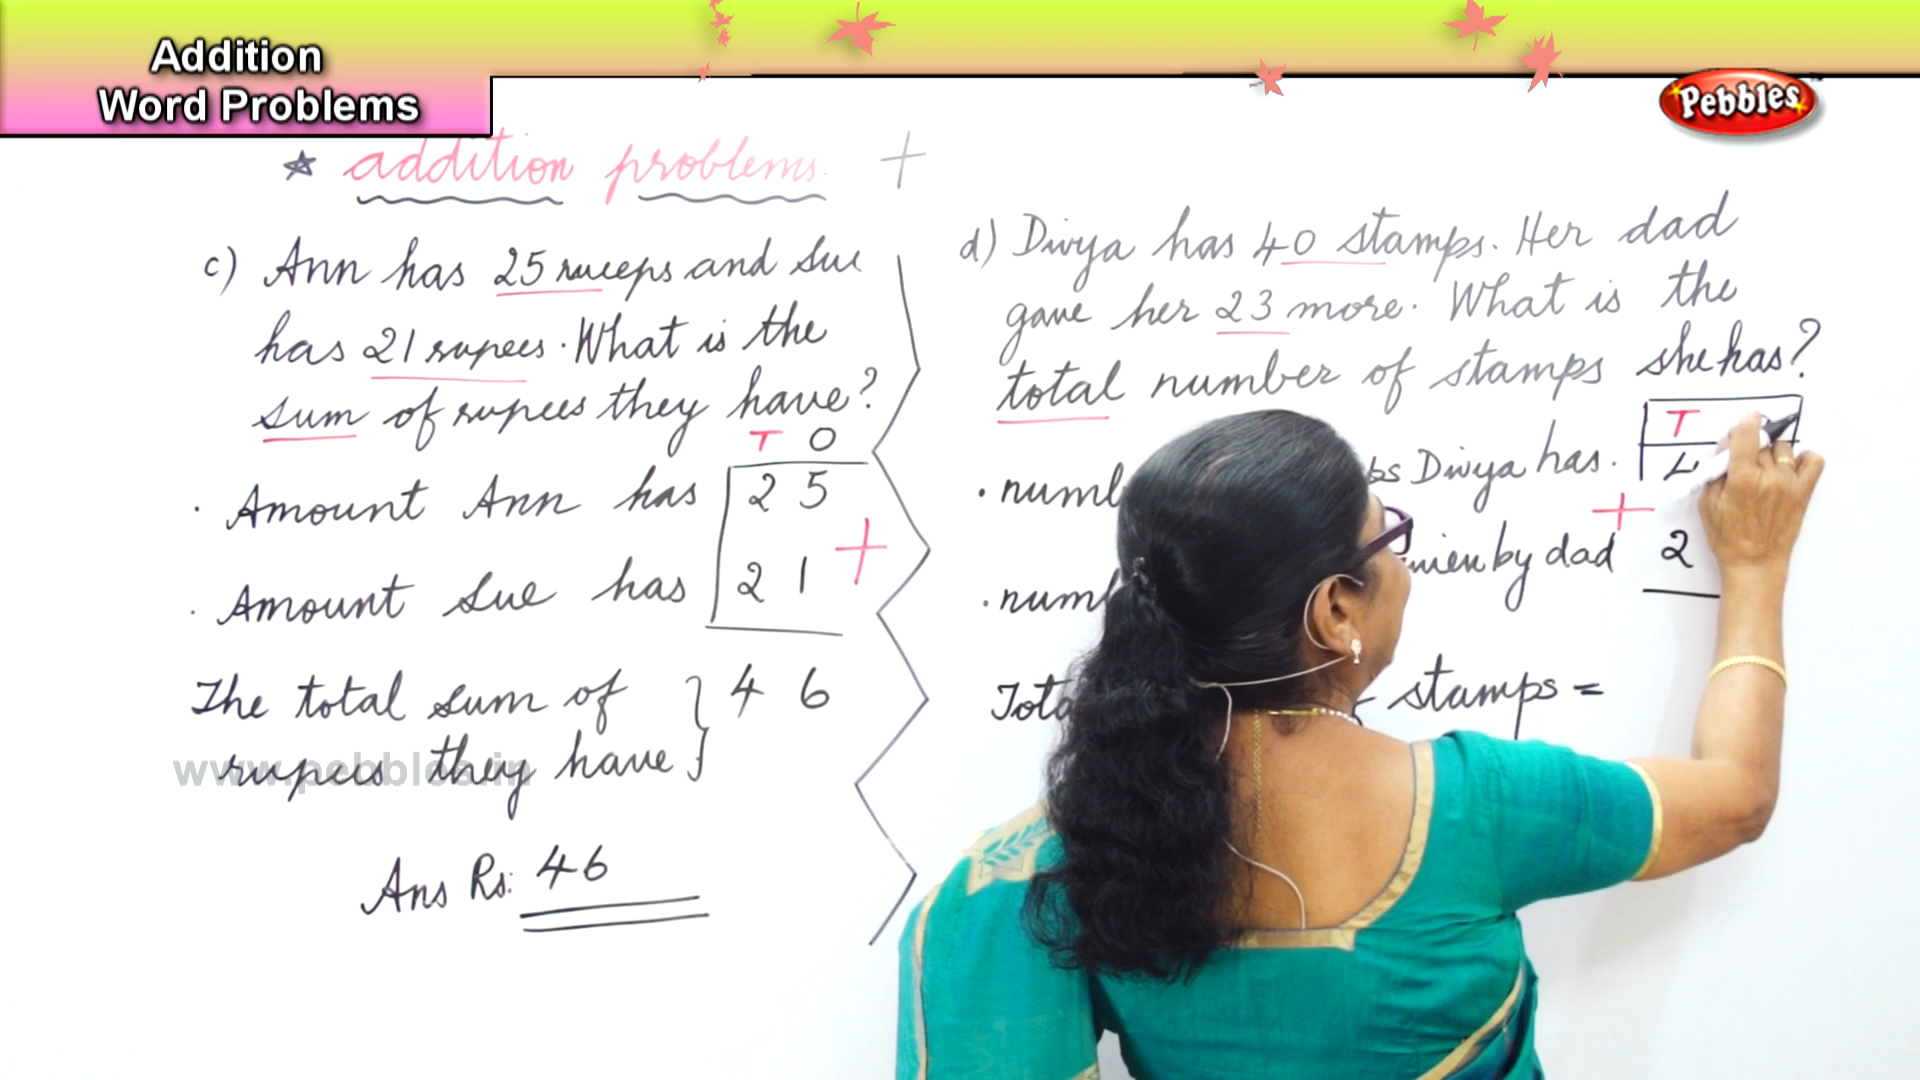 Addition
Word Problems
Pebbles
addition problems. +
c) Ann has 25 ruceps and Sue
has 21 rupees. What is the
sum of rupees they have?
T O
· Amount Ann has 2 5
+
· Amount Sue has 2 1
The total sum of } 4 6
rupees they have
www.pebbles.in
Ans Rs: 46
d) Divya has 40 stamps. Her dad
gave her 23 more. What is the
total number of stamps she has?
T
Divya has. 4
+
by dad 2
stamps =